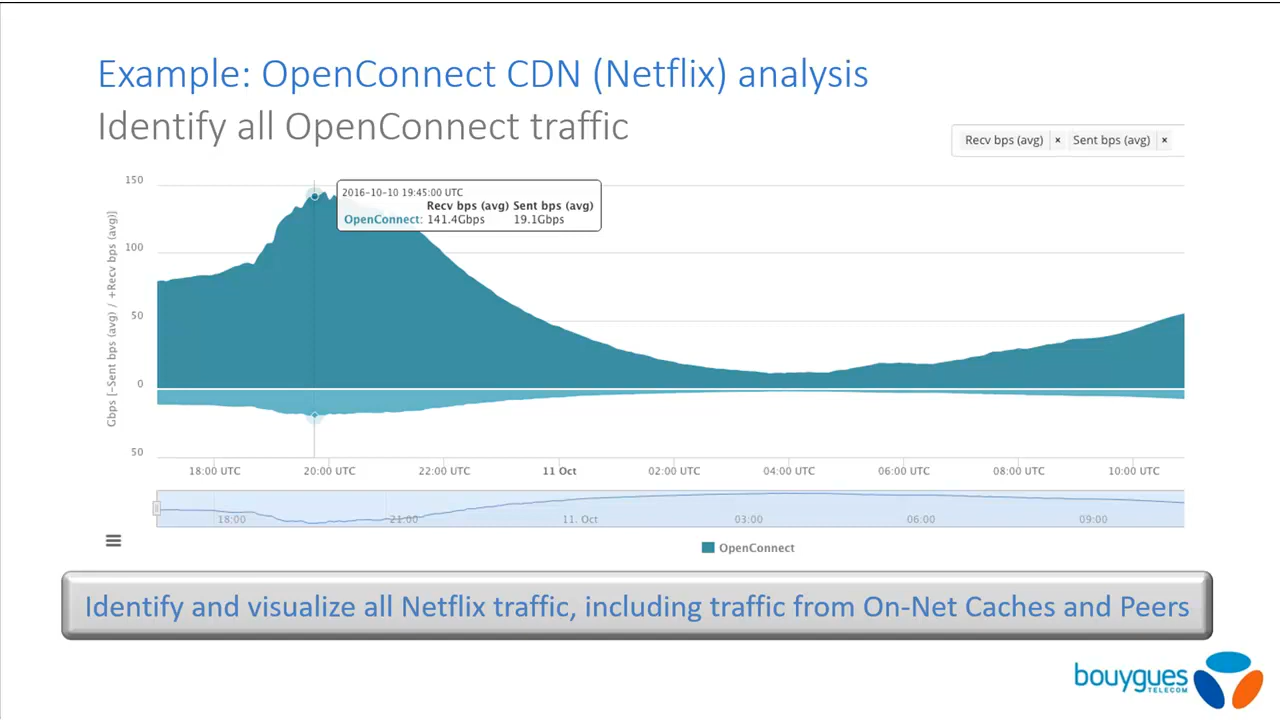 Example: OpenConnect CDN (Netflix) analysis
Identify all OpenConnect traffic
Recv bps (avg) × Sent bps (avg) ×
150
100
50
0
50
Gbps [-Sent bps (avg) / +Recv bps (avg)]
2016-10-10 19:45:00 UTC
Recv bps (avg) Sent bps (avg)
OpenConnect: 141.4Gbps 19.1Gbps
18:00 UTC 20:00 UTC 22:00 UTC 11 Oct 02:00 UTC 04:00 UTC 06:00 UTC 08:00 UTC 10:00 UTC
18:00 21:00 11. Oct 03:00 06:00 09:00
OpenConnect
Identify and visualize all Netflix traffic, including traffic from On-Net Caches and Peers
bouygues
TELECOM